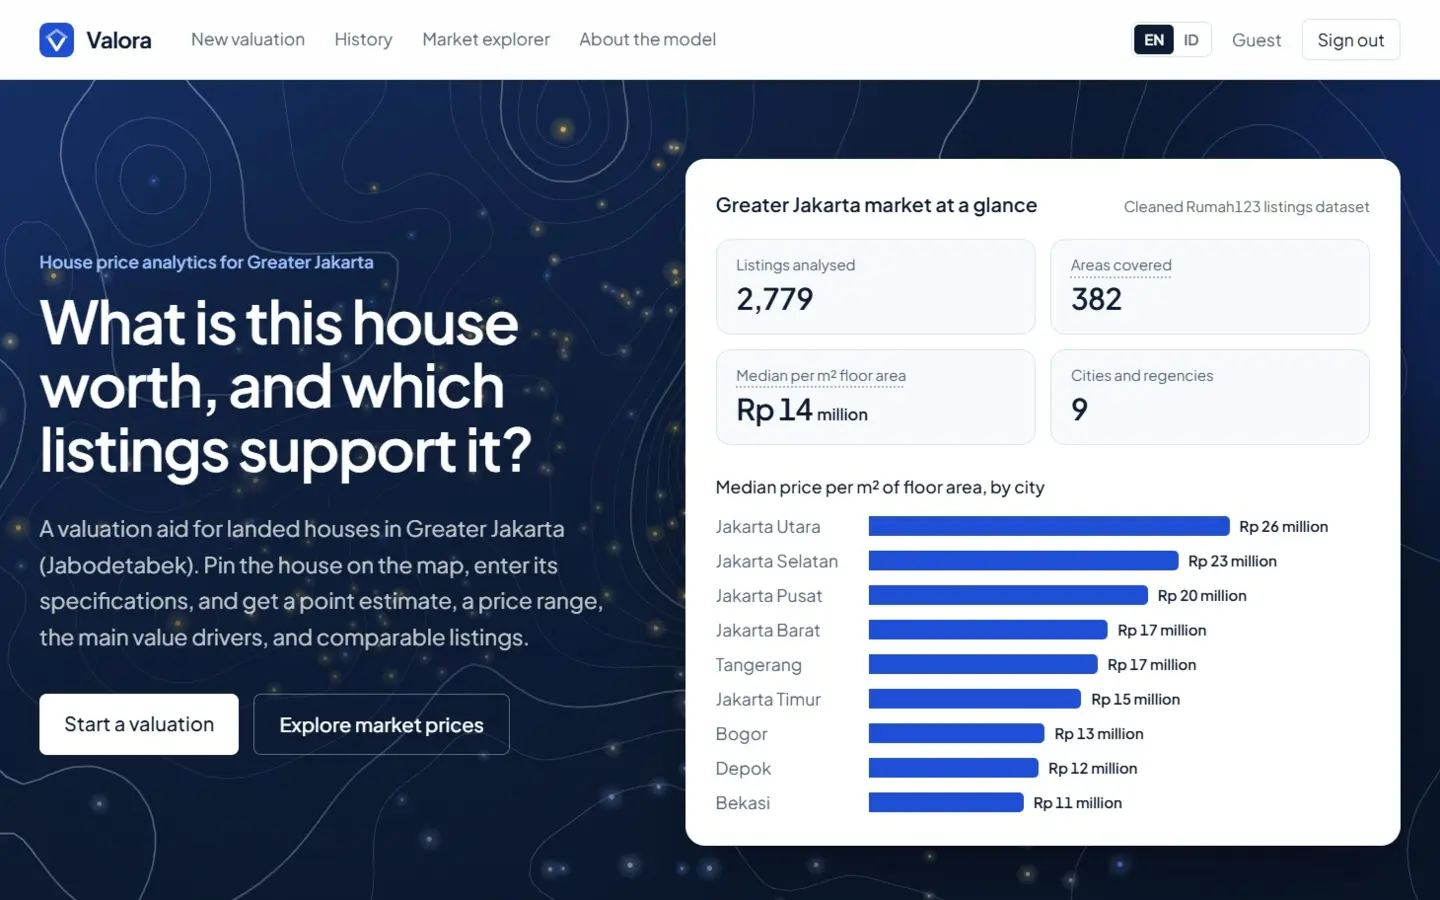 Valora
New valuation
History
Market explorer
About the model
EN ID
Guest
Sign out
House price analytics for Greater Jakarta
What is this house
worth, and which
listings support it?
A valuation aid for landed houses in Greater Jakarta
(Jabodetabek). Pin the house on the map, enter its
specifications, and get a point estimate, a price range,
the main value drivers, and comparable listings.
Start a valuation
Explore market prices
Greater Jakarta market at a glance
Cleaned Rumah123 listings dataset
Listings analysed
2,779
Areas covered
382
Median per m² floor area
Rp 14 million
Cities and regencies
9
Median price per m² of floor area, by city
Jakarta Utara Rp 26 million
Jakarta Selatan Rp 23 million
Jakarta Pusat Rp 20 million
Jakarta Barat Rp 17 million
Tangerang Rp 17 million
Jakarta Timur Rp 15 million
Bogor Rp 13 million
Depok Rp 12 million
Bekasi Rp 11 million